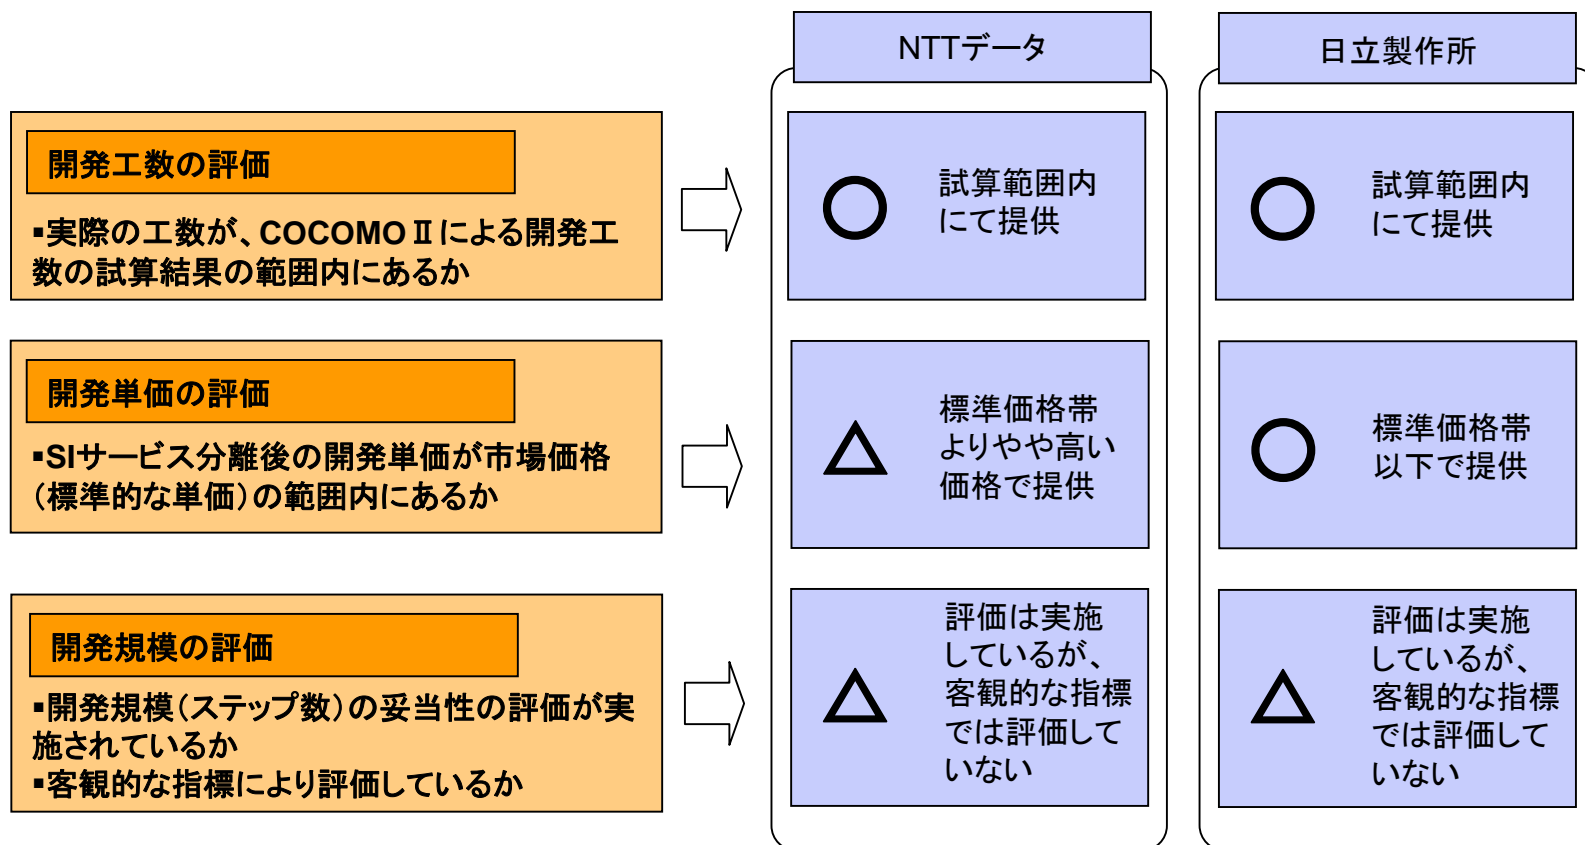 NTTデータ
日立製作所
開発工数の評価
▪実際の工数が、COCOMOⅡによる開発工
数の試算結果の範囲内にあるか
試算範囲内
にて提供
試算範囲内
にて提供
開発単価の評価
▪SIサービス分離後の開発単価が市場価格
（標準的な単価）の範囲内にあるか
標準価格帯
よりやや高い
価格で提供
標準価格帯
以下で提供
開発規模の評価
▪開発規模（ステップ数）の妥当性の評価が実
施されているか
▪客観的な指標により評価しているか
評価は実施
しているが、
客観的な指標
では評価して
いない
評価は実施
しているが、
客観的な指標
では評価して
いない